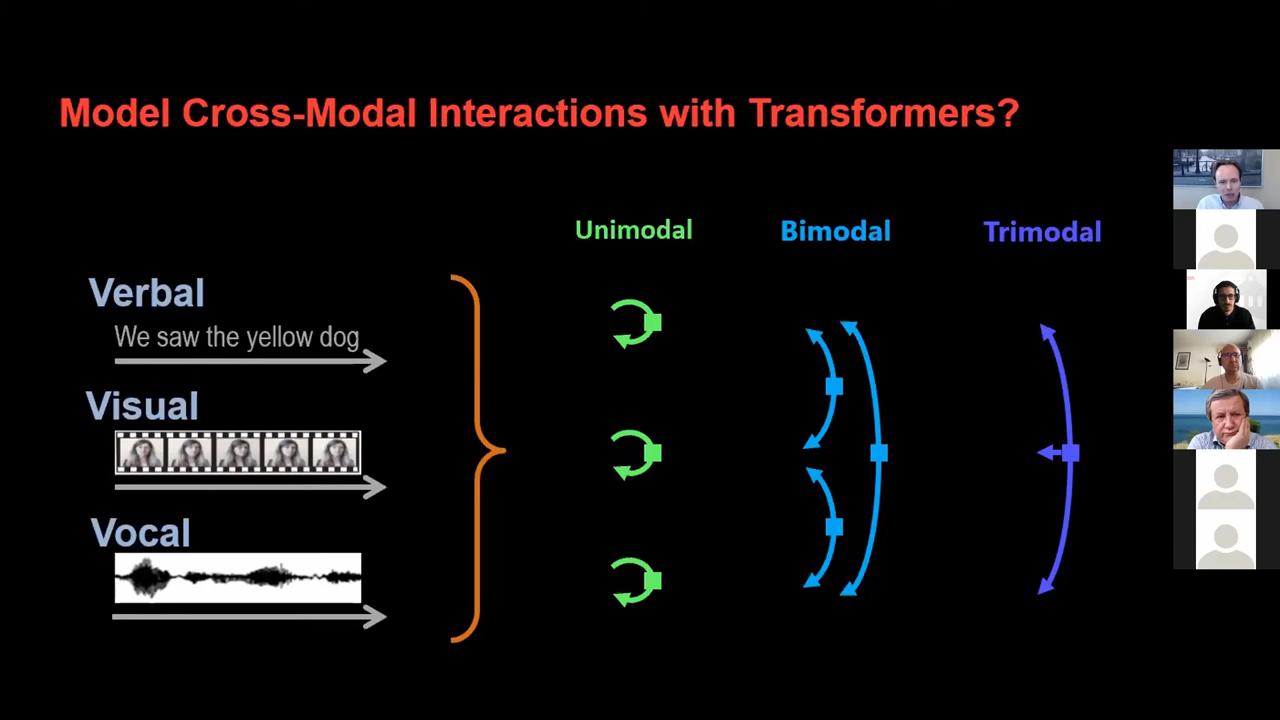 Model Cross-Modal Interactions with Transformers?
Unimodal
Bimodal
Trimodal
Verbal
We saw the yellow dog
Visual
Vocal